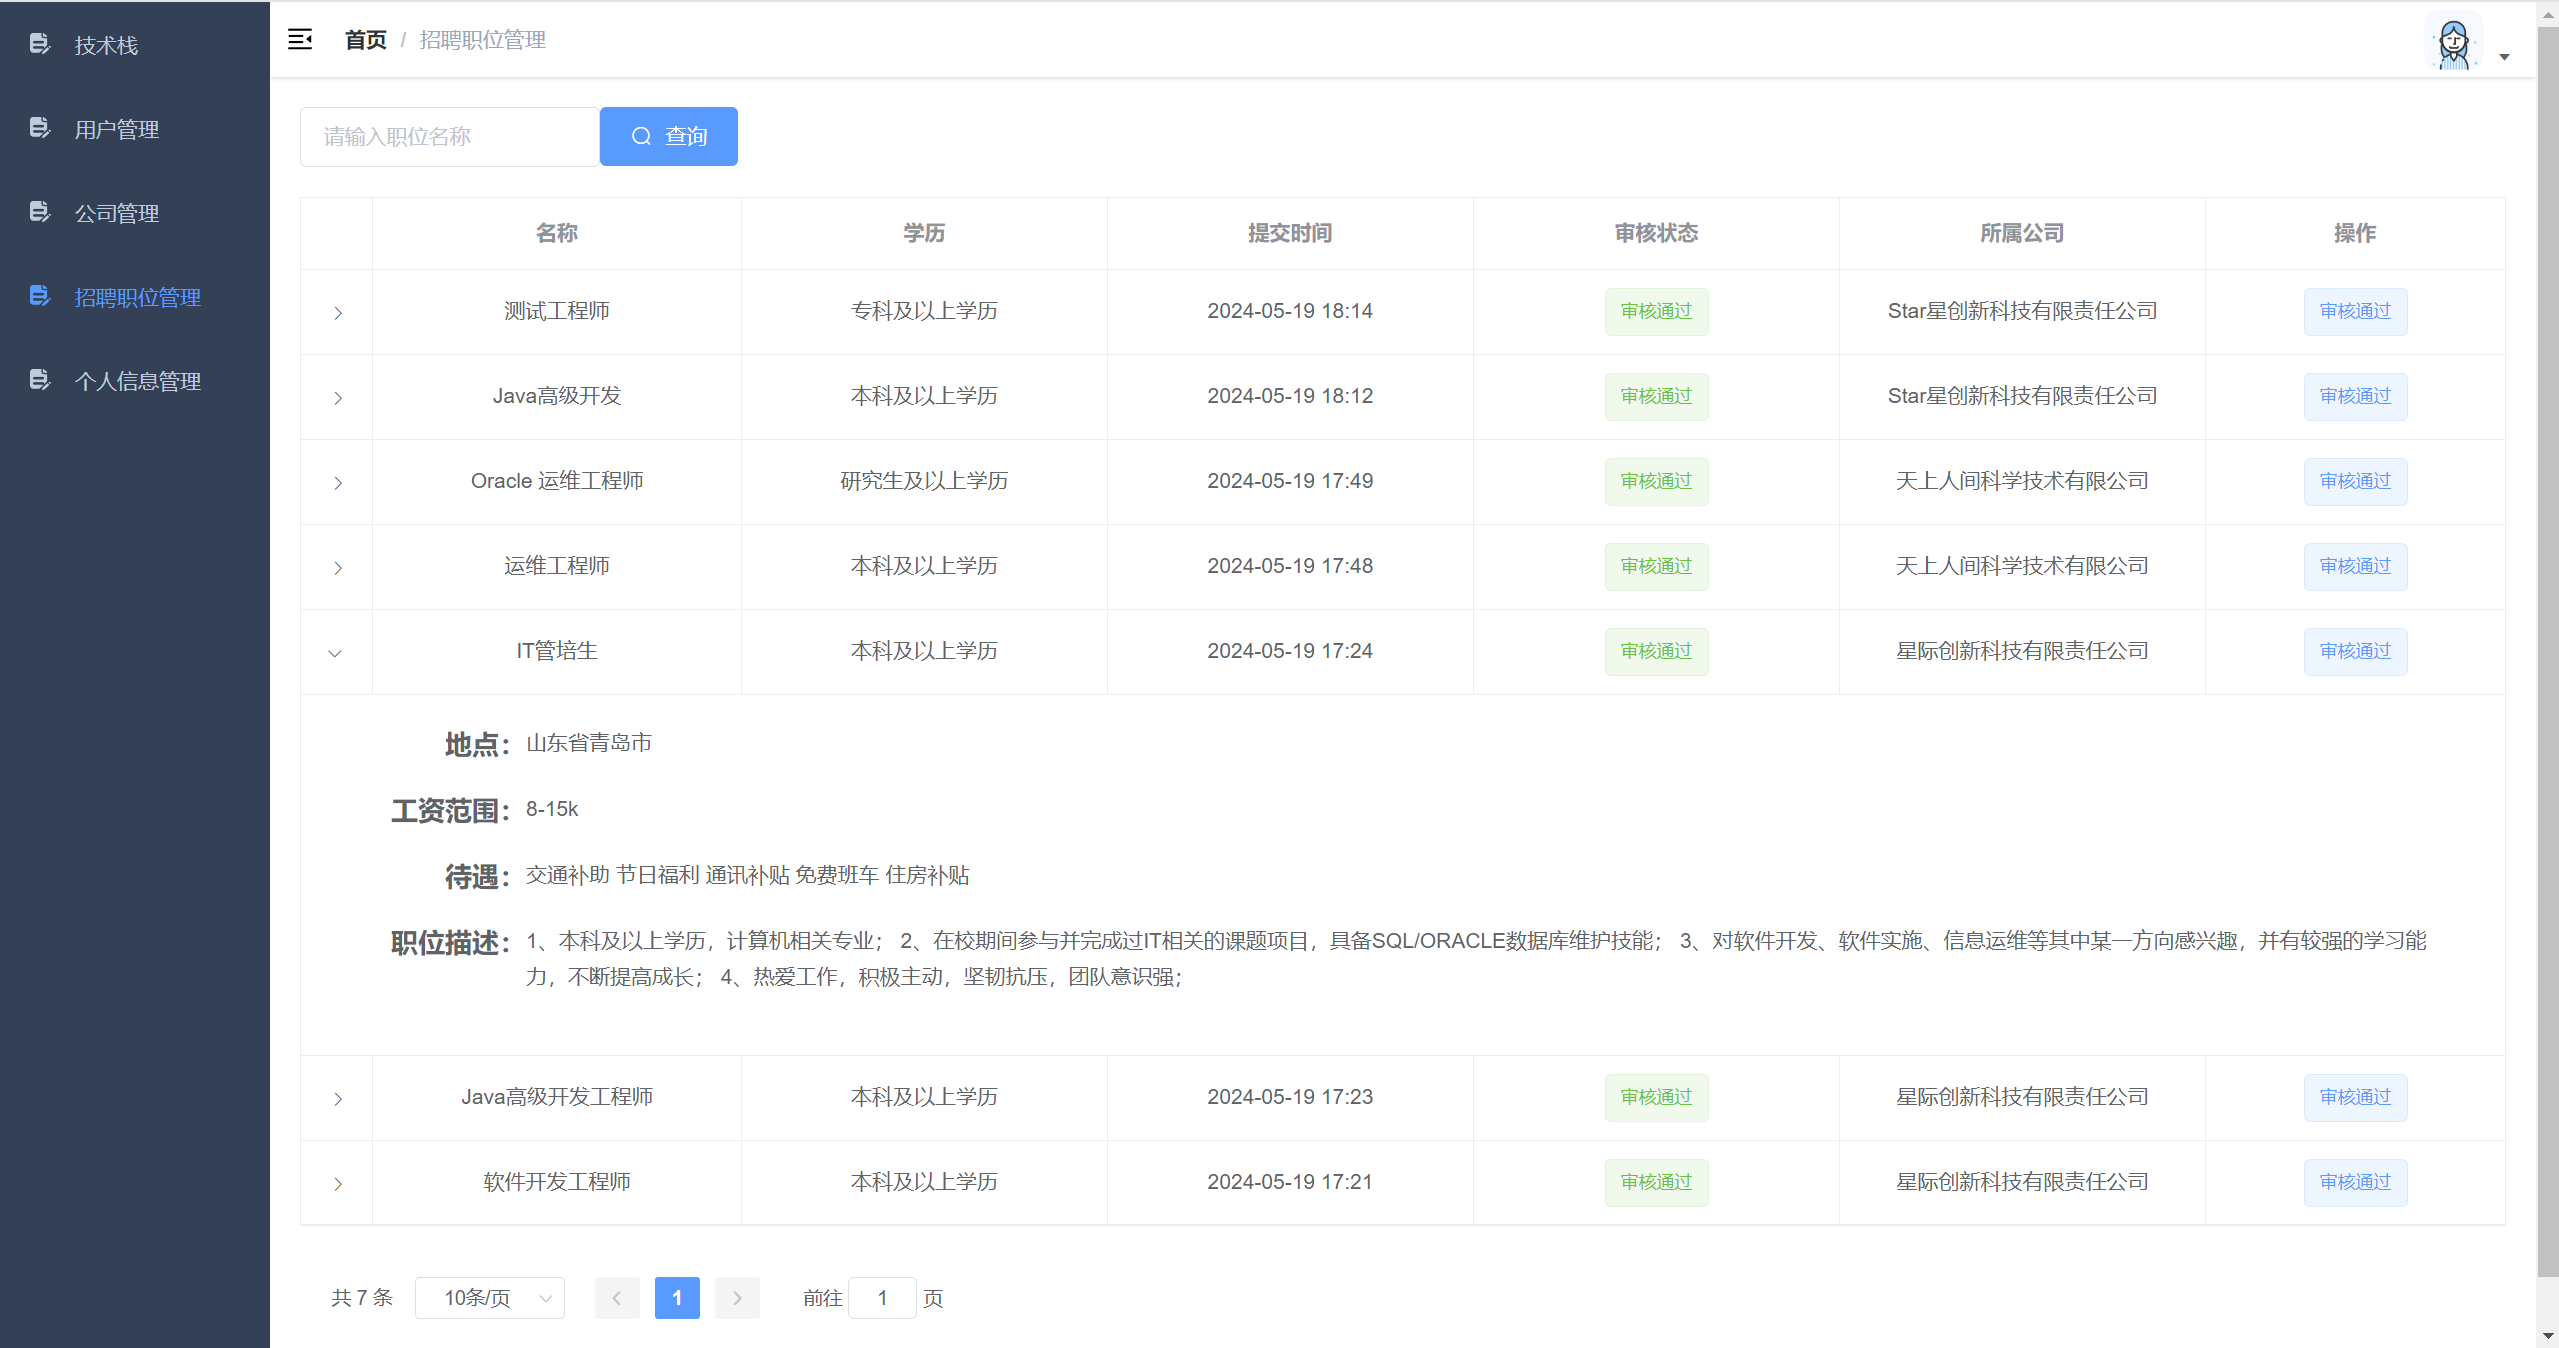 技术栈
用户管理
公司管理
招聘职位管理
个人信息管理
首页 / 招聘职位管理
请输入职位名称 查询
名称 学历 提交时间 审核状态 所属公司 操作
测试工程师 专科及以上学历 2024-05-19 18:14 审核通过 Star星创新科技有限责任公司 审核通过
Java高级开发 本科及以上学历 2024-05-19 18:12 审核通过 Star星创新科技有限责任公司 审核通过
Oracle 运维工程师 研究生及以上学历 2024-05-19 17:49 审核通过 天上人间科学技术有限公司 审核通过
运维工程师 本科及以上学历 2024-05-19 17:48 审核通过 天上人间科学技术有限公司 审核通过
IT管培生 本科及以上学历 2024-05-19 17:24 审核通过 星际创新科技有限责任公司 审核通过
地点： 山东省青岛市
工资范围： 8-15k
待遇： 交通补助 节日福利 通讯补贴 免费班车 住房补贴
职位描述： 1、本科及以上学历，计算机相关专业； 2、在校期间参与并完成过IT相关的课题项目，具备SQL/ORACLE数据库维护技能； 3、对软件开发、软件实施、信息运维等其中某一方向感兴趣，并有较强的学习能
力，不断提高成长； 4、热爱工作，积极主动，坚韧抗压，团队意识强；
Java高级开发工程师 本科及以上学历 2024-05-19 17:23 审核通过 星际创新科技有限责任公司 审核通过
软件开发工程师 本科及以上学历 2024-05-19 17:21 审核通过 星际创新科技有限责任公司 审核通过
共 7 条 10条/页 1 前往 1 页